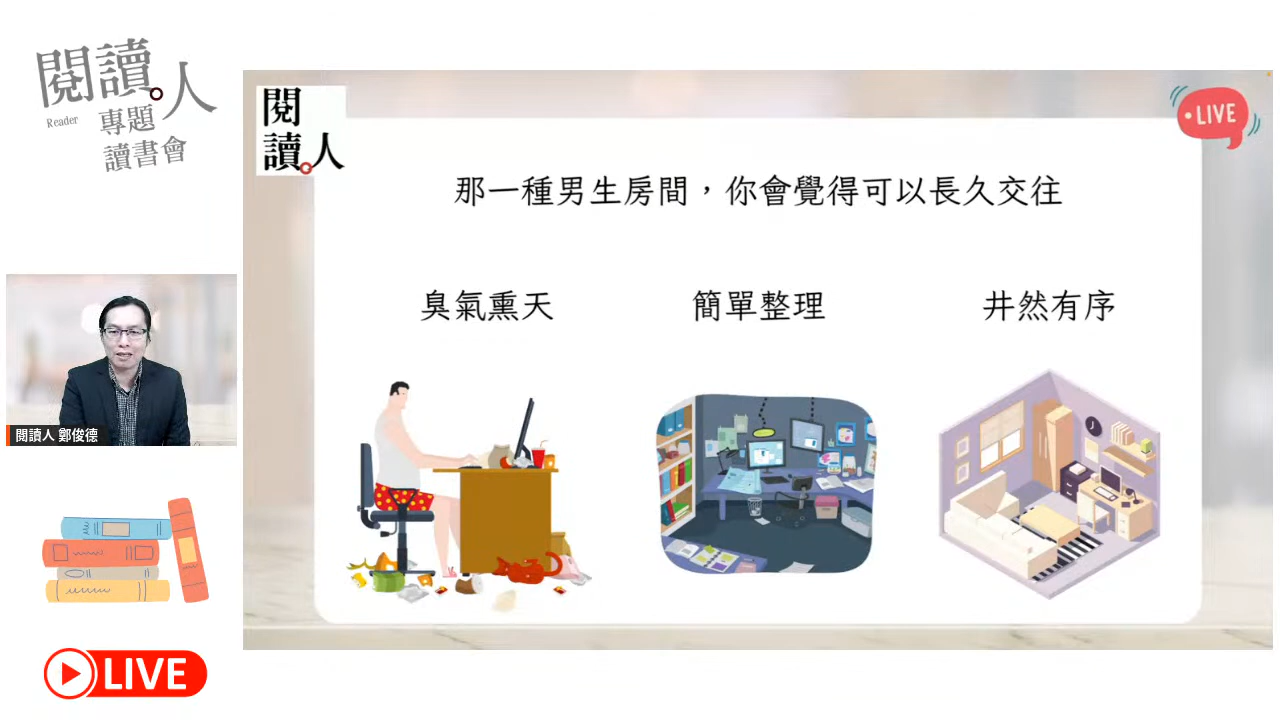 閱讀。人
Reader
專題
讀書會
閱讀人 鄭俊德
LIVE
閱
讀。人
LIVE
那一種男生房間，你會覺得可以長久交往
臭氣熏天
簡單整理
井然有序